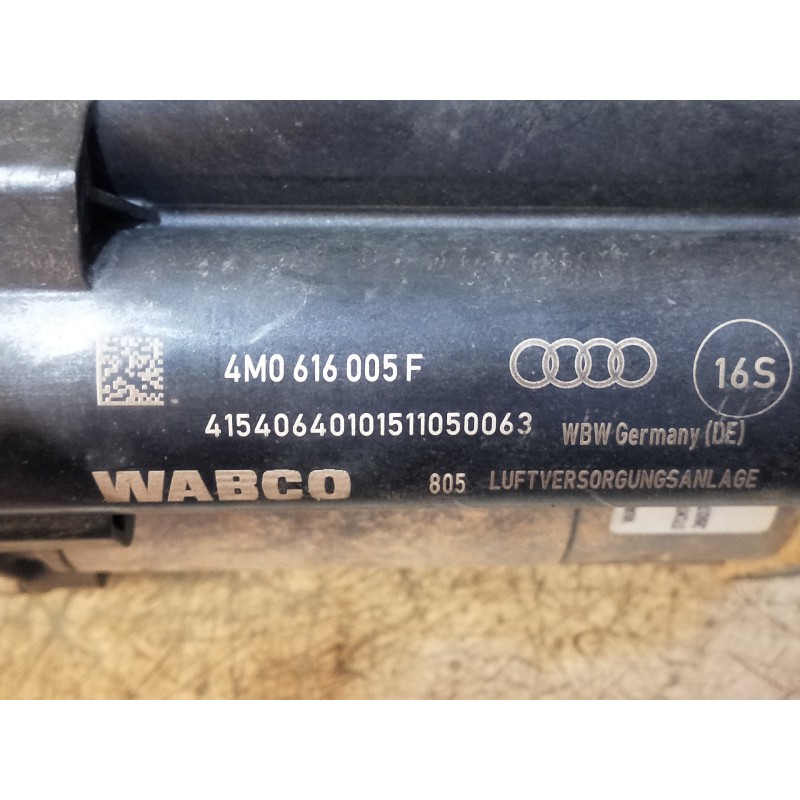 4M0 616 005 F
16S
41540640101511050063
WBW Germany (DE)
WABCO
805 LUFTVERSORGUNGSANLAGE